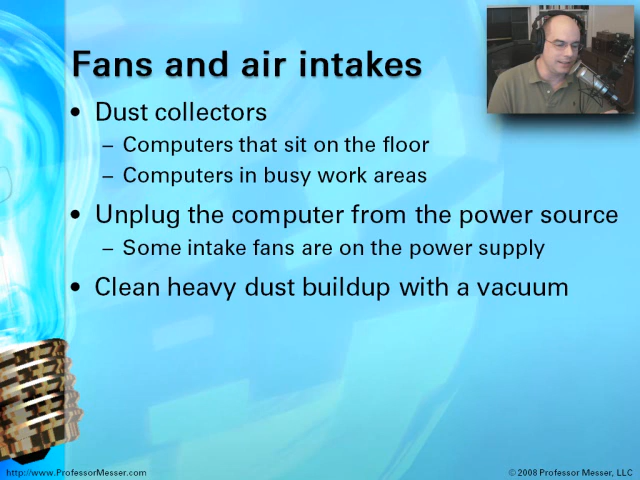 Fans and air intakes
• Dust collectors
– Computers that sit on the floor
– Computers in busy work areas
• Unplug the computer from the power source
– Some intake fans are on the power supply
• Clean heavy dust buildup with a vacuum
http://www.ProfessorMesser.com
© 2008 Professor Messer, LLC